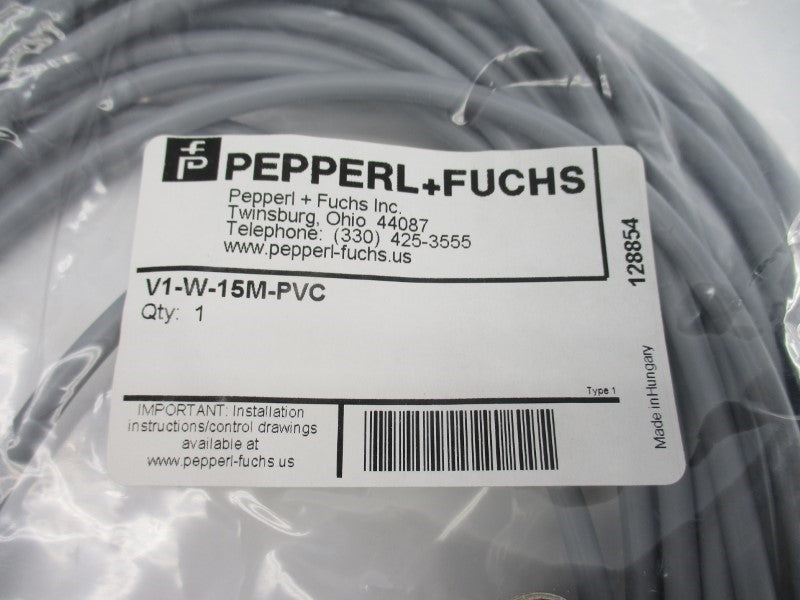 PEPPERL+FUCHS
Pepperl + Fuchs Inc.
Twinsburg, Ohio 44087
Telephone: (330) 425-3555
www.pepperl-fuchs.us
128854
V1-W-15M-PVC
Qty: 1
Type 1
Made in Hungary
IMPORTANT: Installation
instructions/control drawings
available at
www.pepperl-fuchs.us